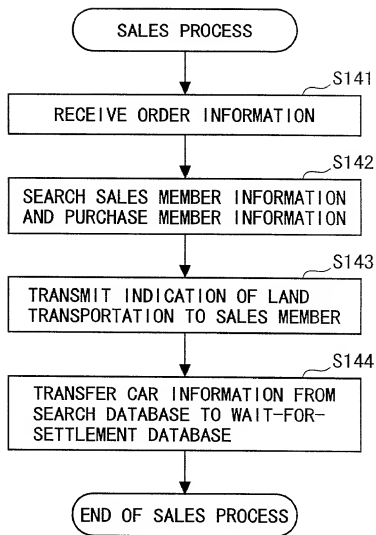 SALES PROCESS
S141
RECEIVE ORDER INFORMATION
S142
SEARCH SALES MEMBER INFORMATION
AND PURCHASE MEMBER INFORMATION
S143
TRANSMIT INDICATION OF LAND
TRANSPORTATION TO SALES MEMBER
S144
TRANSFER CAR INFORMATION FROM
SEARCH DATABASE TO WAIT-FOR-
SETTLEMENT DATABASE
END OF SALES PROCESS